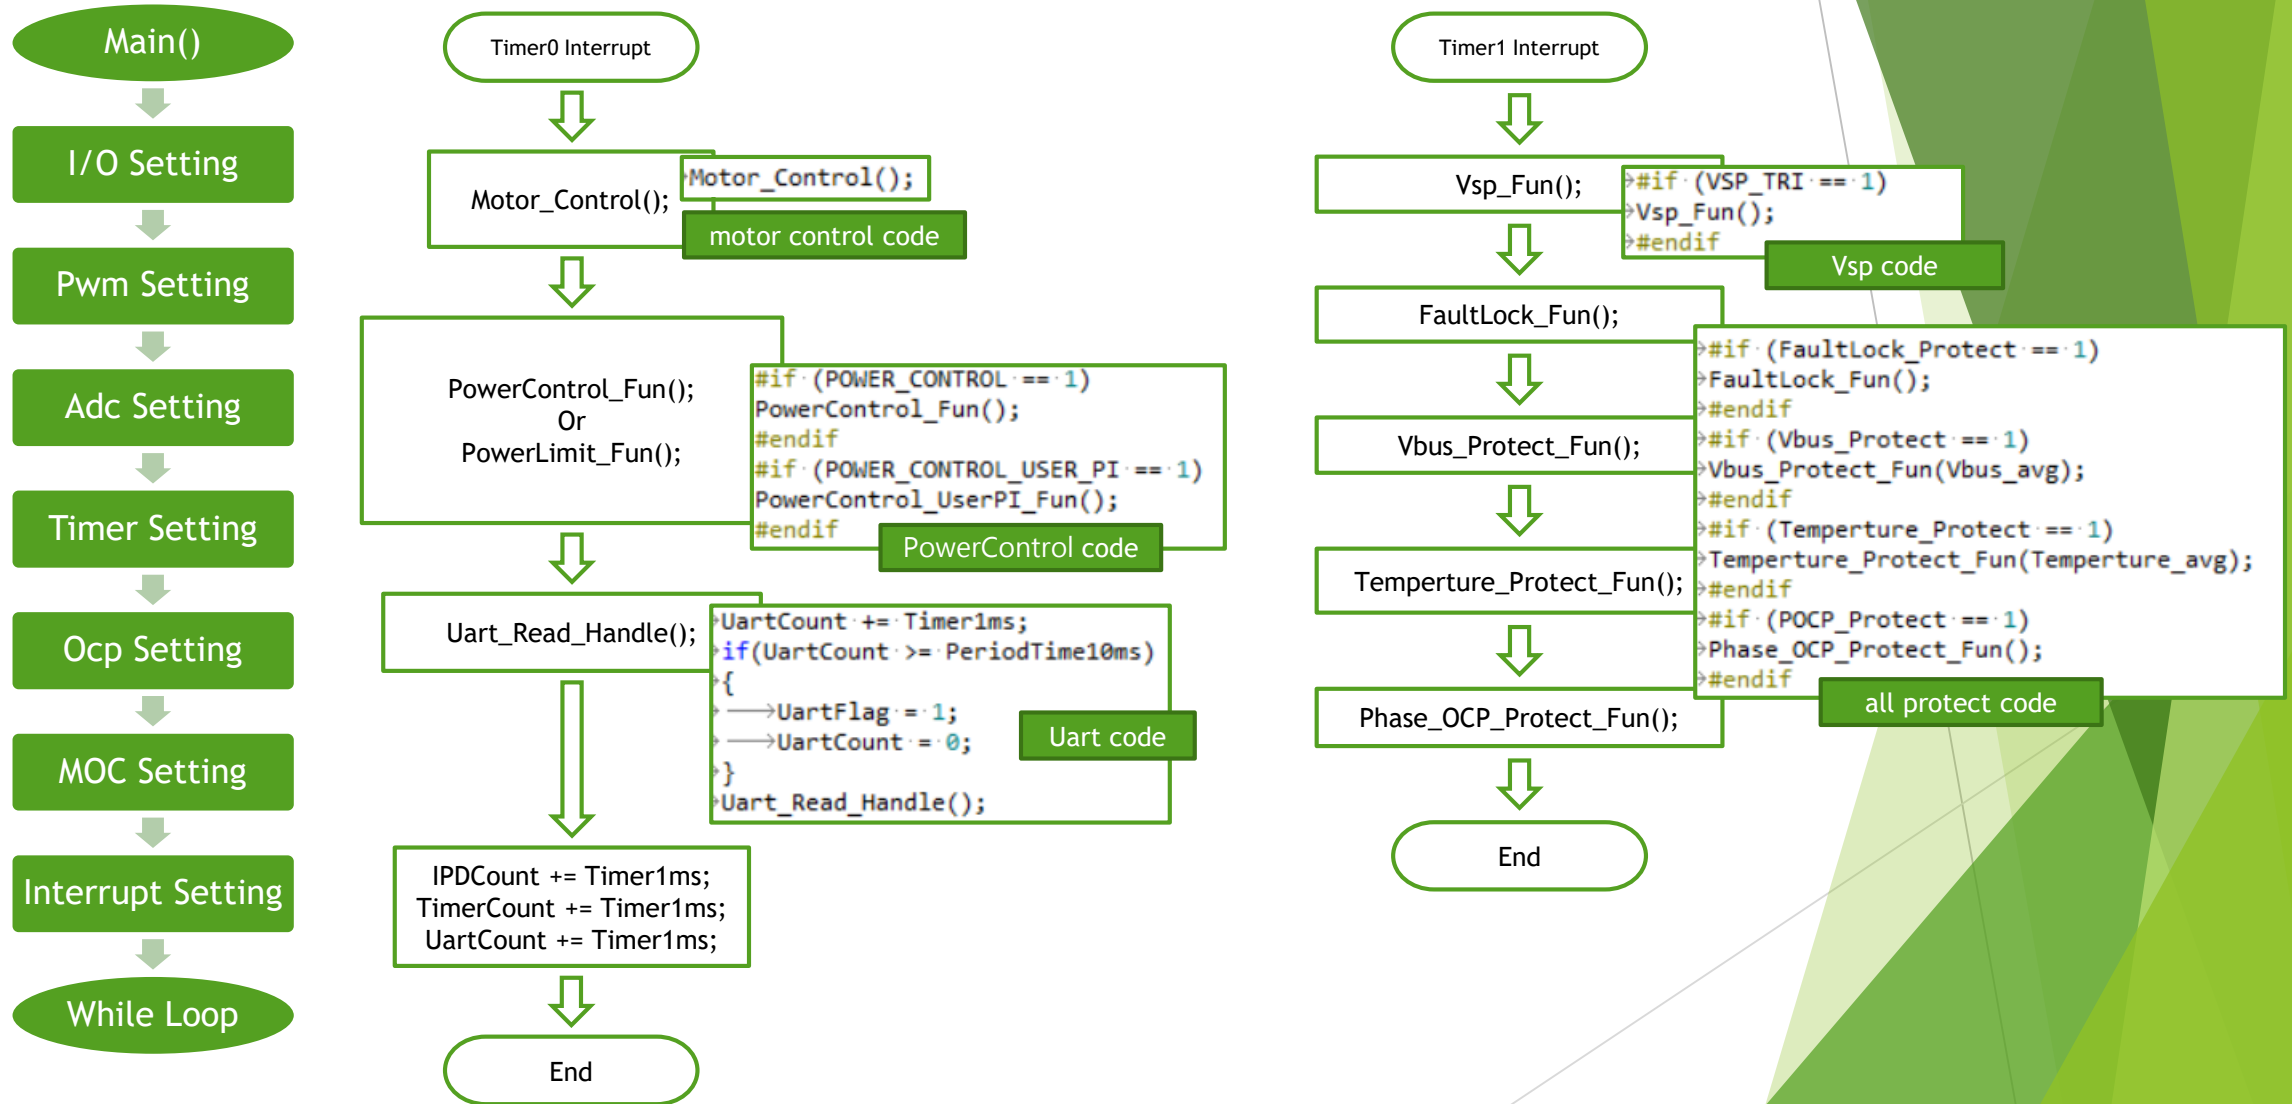 Main()
I/O Setting
Pwm Setting
Adc Setting
Timer Setting
Ocp Setting
MOC Setting
Interrupt Setting
While Loop
Timer0 Interrupt
Motor_Control();
Motor_Control();
motor control code
PowerControl_Fun();
Or
PowerLimit_Fun();
#if (POWER_CONTROL == 1)
PowerControl_Fun();
#endif
#if (POWER_CONTROL_USER_PI == 1)
PowerControl_UserPI_Fun();
#endif
PowerControl code
Uart_Read_Handle();
UartCount += Timer1ms;
if(UartCount >= PeriodTime10ms)
{
UartFlag = 1;
UartCount = 0;
}
Uart_Read_Handle();
Uart code
IPDCount += Timer1ms;
TimerCount += Timer1ms;
UartCount += Timer1ms;
End
Timer1 Interrupt
Vsp_Fun();
#if (VSP_TRI == 1)
Vsp_Fun();
#endif
Vsp code
FaultLock_Fun();
Vbus_Protect_Fun();
Temperture_Protect_Fun();
Phase_OCP_Protect_Fun();
#if (FaultLock_Protect == 1)
FaultLock_Fun();
#endif
#if (Vbus_Protect == 1)
Vbus_Protect_Fun(Vbus_avg);
#endif
#if (Temperture_Protect == 1)
Temperture_Protect_Fun(Temperture_avg);
#endif
#if (POCP_Protect == 1)
Phase_OCP_Protect_Fun();
#endif
all protect code
End